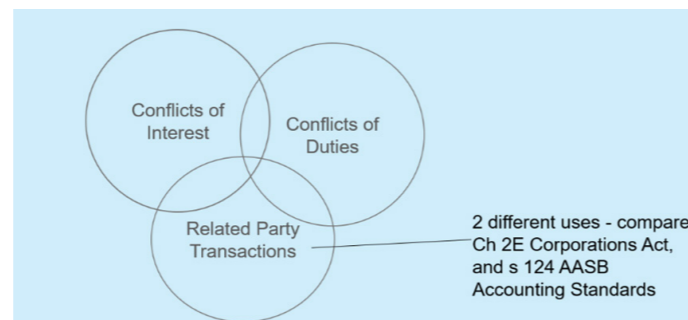 Conflicts of
Interest
Conflicts of
Duties
Related Party
Transactions
2 different uses - compare
Ch 2E Corporations Act,
and s 124 AASB
Accounting Standards